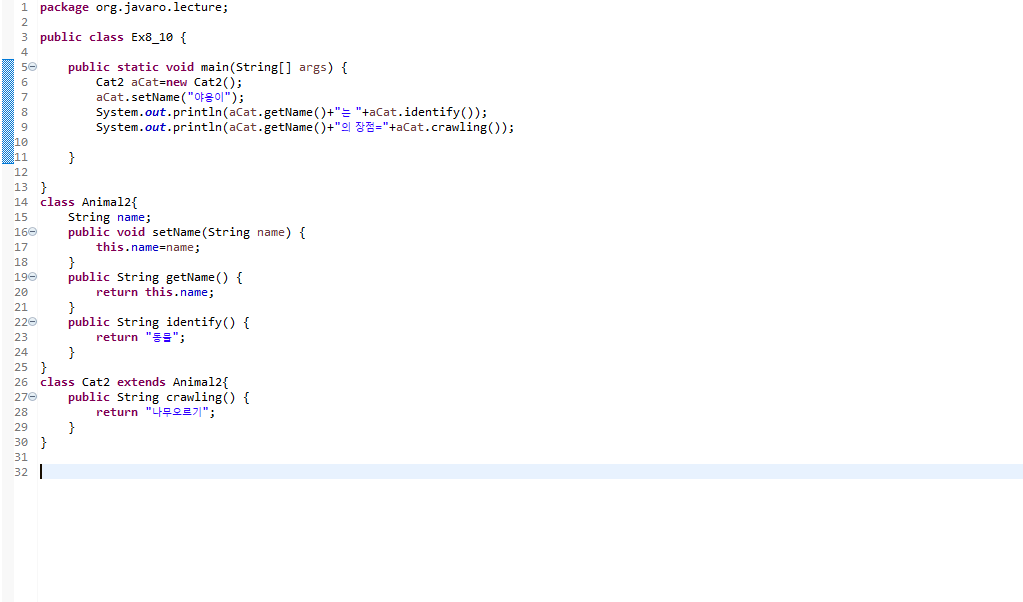 1 package org.javaro.lecture;
2
3 public class Ex8_10 {
4
5 public static void main(String[] args) {
6 Cat2 aCat=new Cat2();
7 aCat.setName("야옹이");
8 System.out.println(aCat.getName()+"는 "+aCat.identify());
9 System.out.println(aCat.getName()+"의 장점="+aCat.crawling());
10
11 }
12
13 }
14 class Animal2{
15 String name;
16 public void setName(String name) {
17 this.name=name;
18 }
19 public String getName() {
20 return this.name;
21 }
22 public String identify() {
23 return "동물";
24 }
25 }
26 class Cat2 extends Animal2{
27 public String crawling() {
28 return "나무오르기";
29 }
30 }
31
32